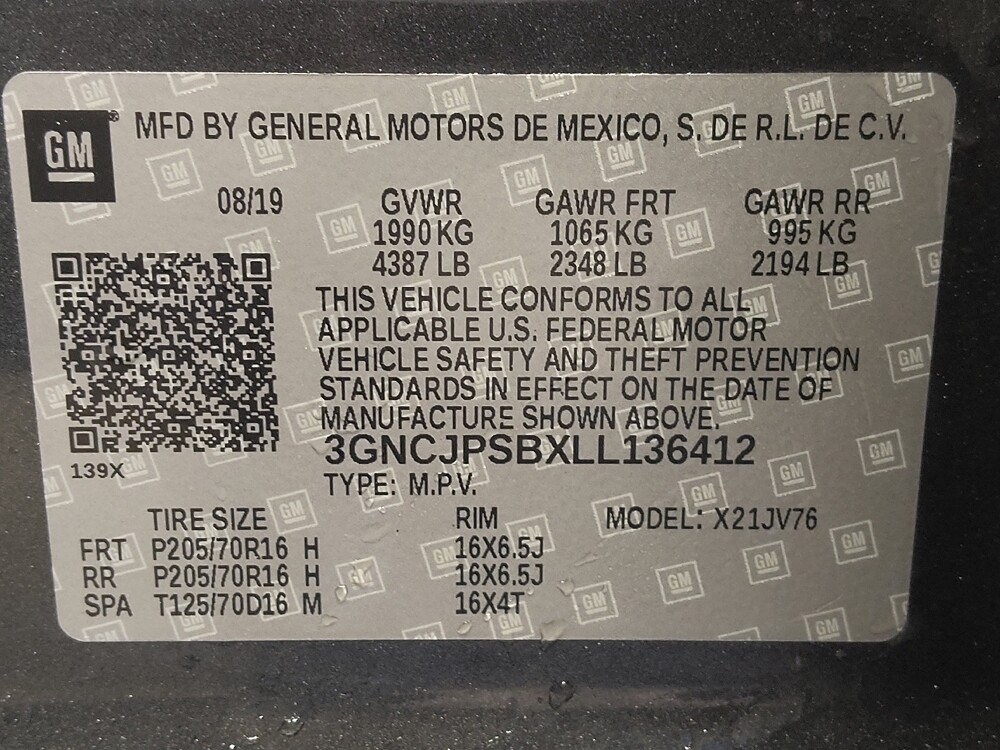 GM® MFD BY GENERAL MOTORS DE MEXICO, S. DE R.L. DE C.V.
08/19 GVWR GAWR FRT GAWR RR
1990 KG 1065 KG 995 KG
4387 LB 2348 LB 2194 LB
THIS VEHICLE CONFORMS TO ALL
APPLICABLE U.S. FEDERAL MOTOR
VEHICLE SAFETY AND THEFT PREVENTION
STANDARDS IN EFFECT ON THE DATE OF
MANUFACTURE SHOWN ABOVE.
3GNCJPSBXLL136412
139X
TYPE: M.P.V.
TIRE SIZE RIM MODEL: X21JV76
FRT P205/70R16 H 16X6.5J
RR P205/70R16 H 16X6.5J
SPA T125/70D16 M 16X4T